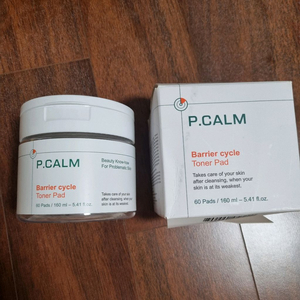 P.CALM
Beauty Know-how
For Problematic Skin
Barrier cycle
Toner Pad
Takes care of your skin
after cleansing, when your
skin is at its weakest.
60 Pads / 160 ml – 5.41 fl.oz.
P.CALM
Barrier cycle
Toner Pad
Takes care of your skin
after cleansing, when your
skin is at its weakest.
60 Pads / 160 ml – 5.41 fl.oz.